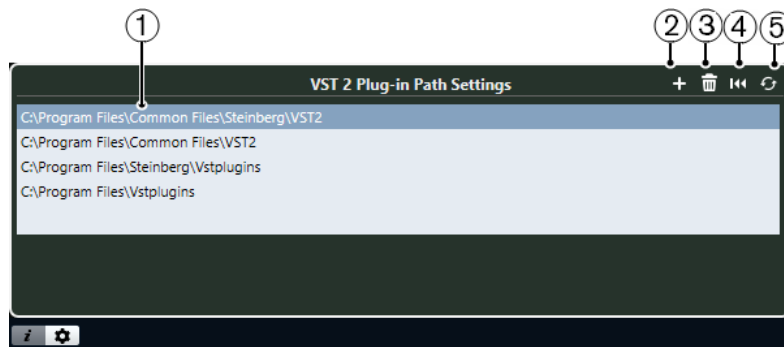 1 2 3 4 5
VST 2 Plug-in Path Settings
C:\Program Files\Common Files\Steinberg\VST2
C:\Program Files\Common Files\VST2
C:\Program Files\Steinberg\Vstplugins
C:\Program Files\Vstplugins
i